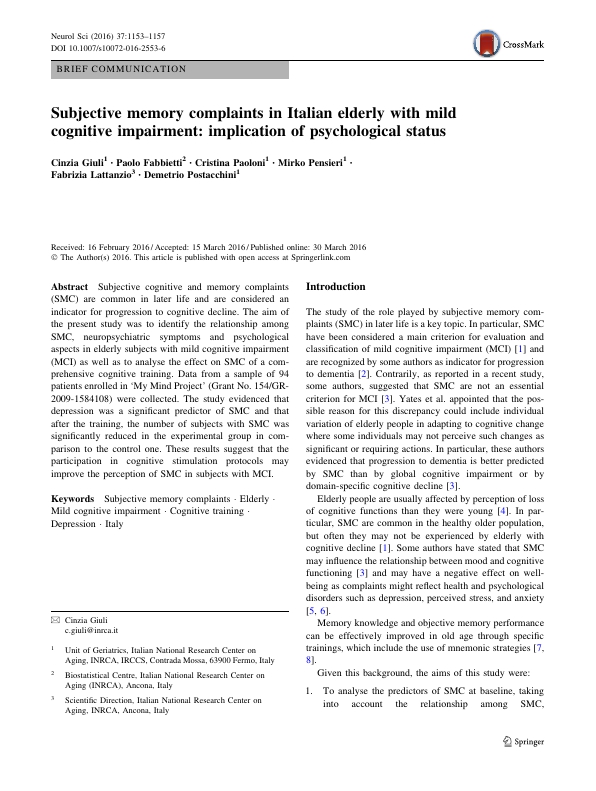 Neurol Sci (2016) 37:1153–1157
DOI 10.1007/s10072-016-2553-6
CrossMark
BRIEF COMMUNICATION
Subjective memory complaints in Italian elderly with mild
cognitive impairment: implication of psychological status
Cinzia Giuli1 · Paolo Fabbietti2 · Cristina Paoloni1 · Mirko Pensieri1 ·
Fabrizia Lattanzio3 · Demetrio Postacchini1
Received: 16 February 2016 / Accepted: 15 March 2016 / Published online: 30 March 2016
© The Author(s) 2016. This article is published with open access at Springerlink.com
Abstract Subjective cognitive and memory complaints
(SMC) are common in later life and are considered an
indicator for progression to cognitive decline. The aim of
the present study was to identify the relationship among
SMC, neuropsychiatric symptoms and psychological
aspects in elderly subjects with mild cognitive impairment
(MCI) as well as to analyse the effect on SMC of a com-
prehensive cognitive training. Data from a sample of 94
patients enrolled in ‘My Mind Project’ (Grant No. 154/GR-
2009-1584108) were collected. The study evidenced that
depression was a significant predictor of SMC and that
after the training, the number of subjects with SMC was
significantly reduced in the experimental group in com-
parison to the control one. These results suggest that the
participation in cognitive stimulation protocols may
improve the perception of SMC in subjects with MCI.
Keywords Subjective memory complaints · Elderly ·
Mild cognitive impairment · Cognitive training ·
Depression · Italy
Cinzia Giuli
c.giuli@inrca.it
1 Unit of Geriatrics, Italian National Research Center on
Aging, INRCA, IRCCS, Contrada Mossa, 63900 Fermo, Italy
2 Biostatistical Centre, Italian National Research Center on
Aging (INRCA), Ancona, Italy
3 Scientific Direction, Italian National Research Center on
Aging, INRCA, Ancona, Italy
Introduction
The study of the role played by subjective memory com-
plaints (SMC) in later life is a key topic. In particular, SMC
have been considered a main criterion for evaluation and
classification of mild cognitive impairment (MCI) [1] and
are recognized by some authors as indicator for progression
to dementia [2]. Contrarily, as reported in a recent study,
some authors, suggested that SMC are not an essential
criterion for MCI [3]. Yates et al. appointed that the pos-
sible reason for this discrepancy could include individual
variation of elderly people in adapting to cognitive change
where some individuals may not perceive such changes as
significant or requiring actions. In particular, these authors
evidenced that progression to dementia is better predicted
by SMC than by global cognitive impairment or by
domain-specific cognitive decline [3].
Elderly people are usually affected by perception of loss
of cognitive functions than they were young [4]. In par-
ticular, SMC are common in the healthy older population,
but often they may not be experienced by elderly with
cognitive decline [1]. Some authors have stated that SMC
may influence the relationship between mood and cognitive
functioning [3] and may have a negative effect on well-
being as complaints might reflect health and psychological
disorders such as depression, perceived stress, and anxiety
[5, 6].
Memory knowledge and objective memory performance
can be effectively improved in old age through specific
trainings, which include the use of mnemonic strategies [7,
8].
Given this background, the aims of this study were:
1. To analyse the predictors of SMC at baseline, taking
into account the relationship among SMC,
Springer